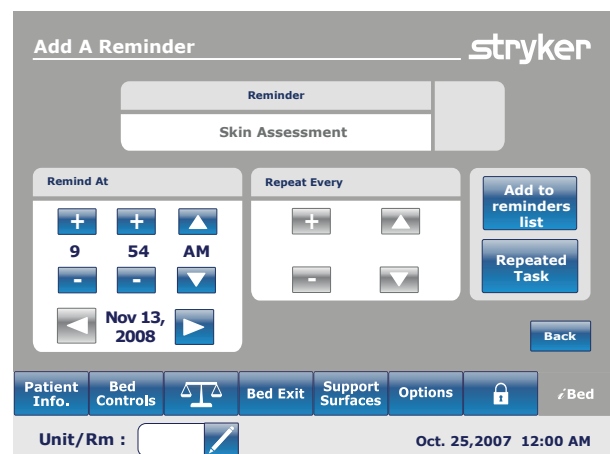 Add A Reminder
stryker
Reminder
Skin Assessment
Remind At
Repeat Every
+ + + 
9 54 AM
- - -
Nov 13,
2008
Add to
reminders
list
Repeated
Task
Back
Patient
Info.
Bed
Controls
Bed Exit
Support
Surfaces
Options
iBed
Unit/Rm :
Oct. 25,2007 12:00 AM